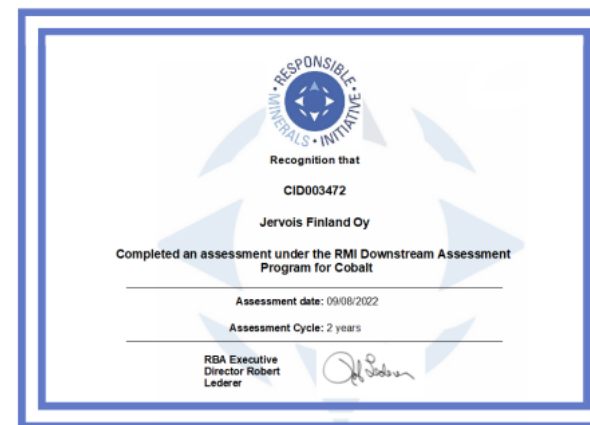 RESPONSIBLE
MINERALS • INITIATIVE
Recognition that
CID003472
Jervois Finland Oy
Completed an assessment under the RMI Downstream Assessment
Program for Cobalt
Assessment date: 09/08/2022
Assessment Cycle: 2 years
RBA Executive
Director Robert
Lederer